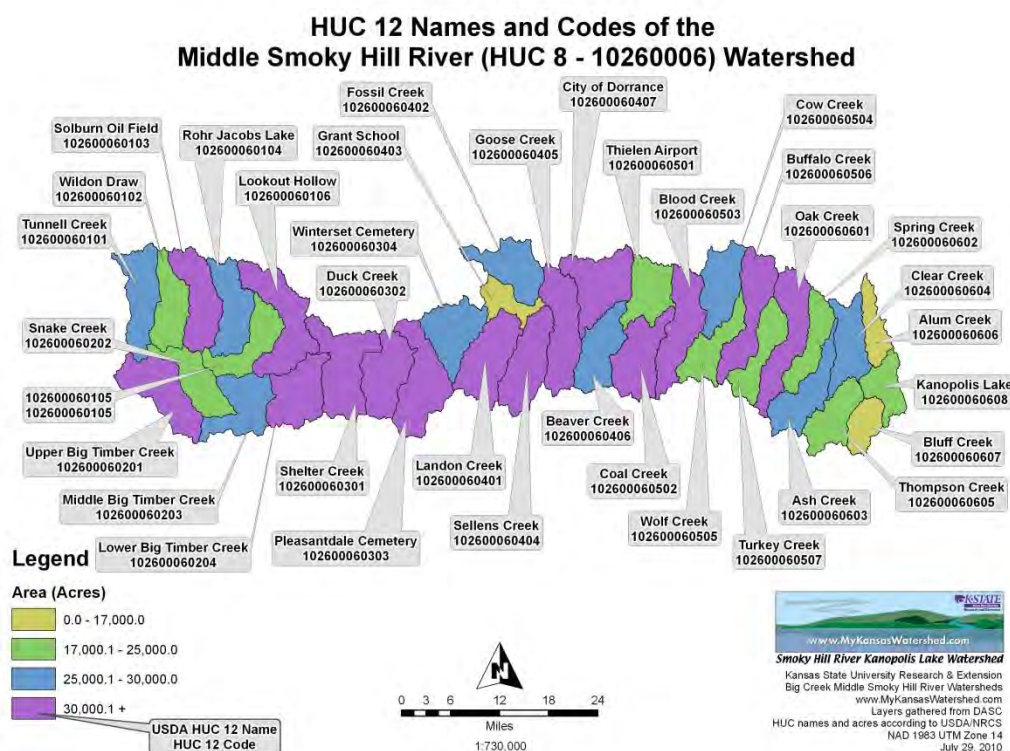 HUC 12 Names and Codes of the
Middle Smoky Hill River (HUC 8 - 10260006) Watershed
Fossil Creek
102600060402
City of Dorrance
102600060407
Cow Creek
102600060504
Solburn Oil Field
102600060103
Rohr Jacobs Lake
102600060104
Grant School
102600060403
Goose Creek
102600060405
Thielen Airport
102600060501
Buffalo Creek
102600060506
Wildon Draw
102600060102
Lookout Hollow
102600060106
Blood Creek
102600060503
Oak Creek
102600060601
Tunnell Creek
102600060101
Winterset Cemetery
102600060304
Spring Creek
102600060602
Duck Creek
102600060302
Clear Creek
102600060604
Snake Creek
102600060202
Alum Creek
102600060606
102600060105
102600060105
Kanopolis Lake
102600060608
Upper Big Timber Creek
102600060201
Beaver Creek
102600060406
Bluff Creek
102600060607
Middle Big Timber Creek
102600060203
Shelter Creek
102600060301
Landon Creek
102600060401
Coal Creek
102600060502
Ash Creek
102600060603
Thompson Creek
102600060605
Lower Big Timber Creek
102600060204
Pleasantdale Cemetery
102600060303
Sellens Creek
102600060404
Wolf Creek
102600060505
Turkey Creek
102600060507
Legend
Area (Acres)
0.0 - 17,000.0
17,000.1 - 25,000.0
25,000.1 - 30,000.0
30,000.1 +
USDA HUC 12 Name
HUC 12 Code
N
0 3 6 12 18 24
Miles
1:730,000
K-STATE
www.MyKansasWatershed.com
Smoky Hill River Kanopolis Lake Watershed
Kansas State University Research & Extension
Big Creek Middle Smoky Hill River Watersheds
www.MyKansasWatershed.com
Layers gathered from DASC
HUC names and acres according to USDA/NRCS
NAD 1983 UTM Zone 14
July 29, 2010